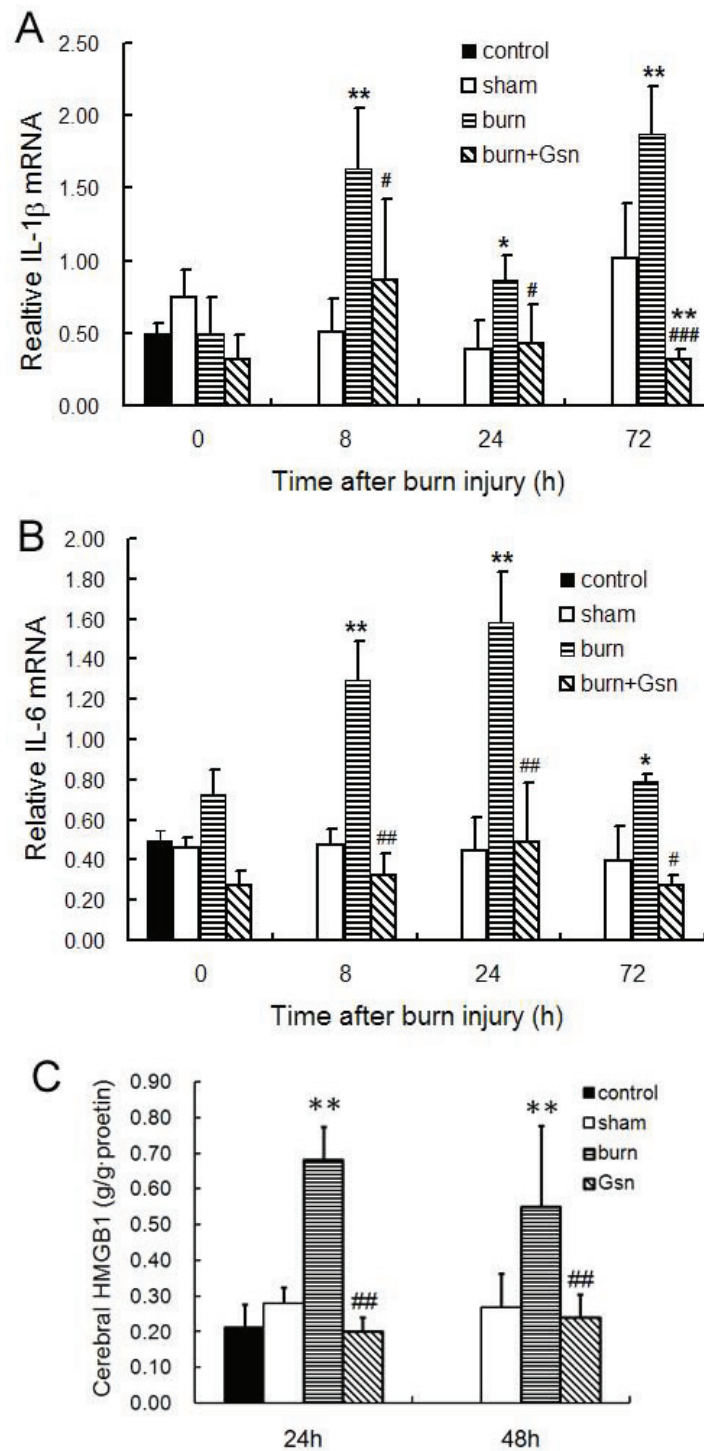 A
2.50
2.00
1.50
1.00
0.50
0.00
Realtive IL-1β mRNA
control
sham
burn
burn+Gsn
**
#
*
#
**
**
###
0
8
24
72
Time after burn injury (h)
B
2.00
1.80
1.60
1.40
1.20
1.00
0.80
0.60
0.40
0.20
0.00
Relative IL-6 mRNA
control
sham
burn
burn+Gsn
**
##
**
##
*
#
0
8
24
72
Time after burn injury (h)
C
0.90
0.80
0.70
0.60
0.50
0.40
0.30
0.20
0.10
0.00
Cerebral HMGB1 (g/g·proetin)
control
sham
burn
Gsn
**
##
**
##
24h
48h